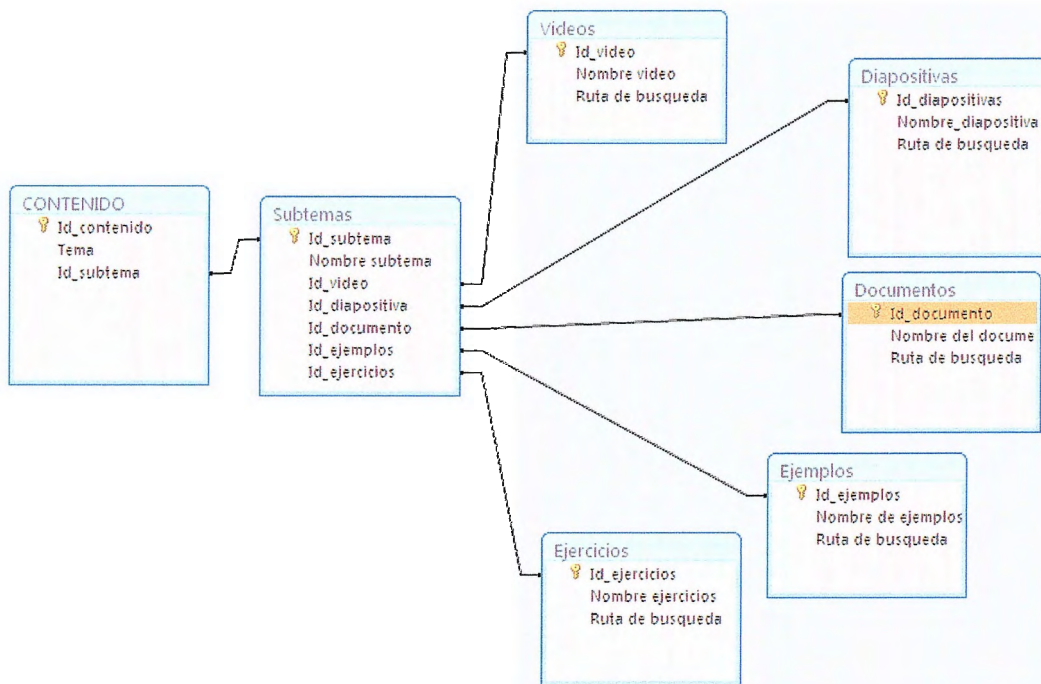 CONTENIDO
Id_contenido
Tema
Id_subtema
Subtemas
Id_subtema
Nombre subtema
Id_video
Id_diapositiva
Id_documento
Id_ejemplos
Id_ejercicios
Videos
Id_video
Nombre video
Ruta de busqueda
Diapositivas
Id_diapositivas
Nombre_diapositiva
Ruta de busqueda
Documentos
Id_documento
Nombre del docume
Ruta de busqueda
Ejemplos
Id_ejemplos
Nombre de ejemplos
Ruta de busqueda
Ejercicios
Id_ejercicios
Nombre ejercicios
Ruta de busqueda